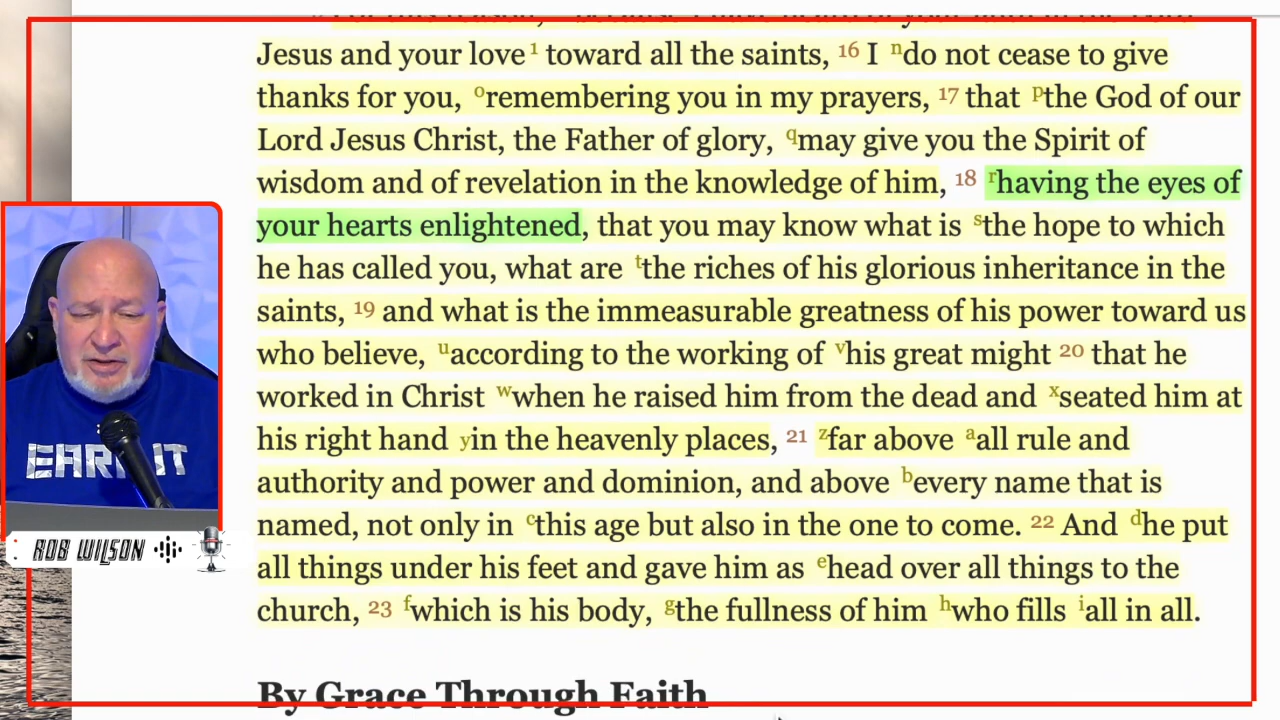 Jesus and your love 1 toward all the saints, 16 I n do not cease to give
thanks for you, o remembering you in my prayers, 17 that p the God of our
Lord Jesus Christ, the Father of glory, q may give you the Spirit of
wisdom and of revelation in the knowledge of him, 18 r having the eyes of
your hearts enlightened, that you may know what is s the hope to which
he has called you, what are t the riches of his glorious inheritance in the
saints, 19 and what is the immeasurable greatness of his power toward us
who believe, u according to the working of v his great might 20 that he
worked in Christ w when he raised him from the dead and x seated him at
his right hand y in the heavenly places, 21 z far above a all rule and
authority and power and dominion, and above b every name that is
named, not only in c this age but also in the one to come. 22 And d he put
all things under his feet and gave him as e head over all things to the
church, 23 f which is his body, g the fullness of him h who fills i all in all.
By Grace Through Faith
ROB WILSON